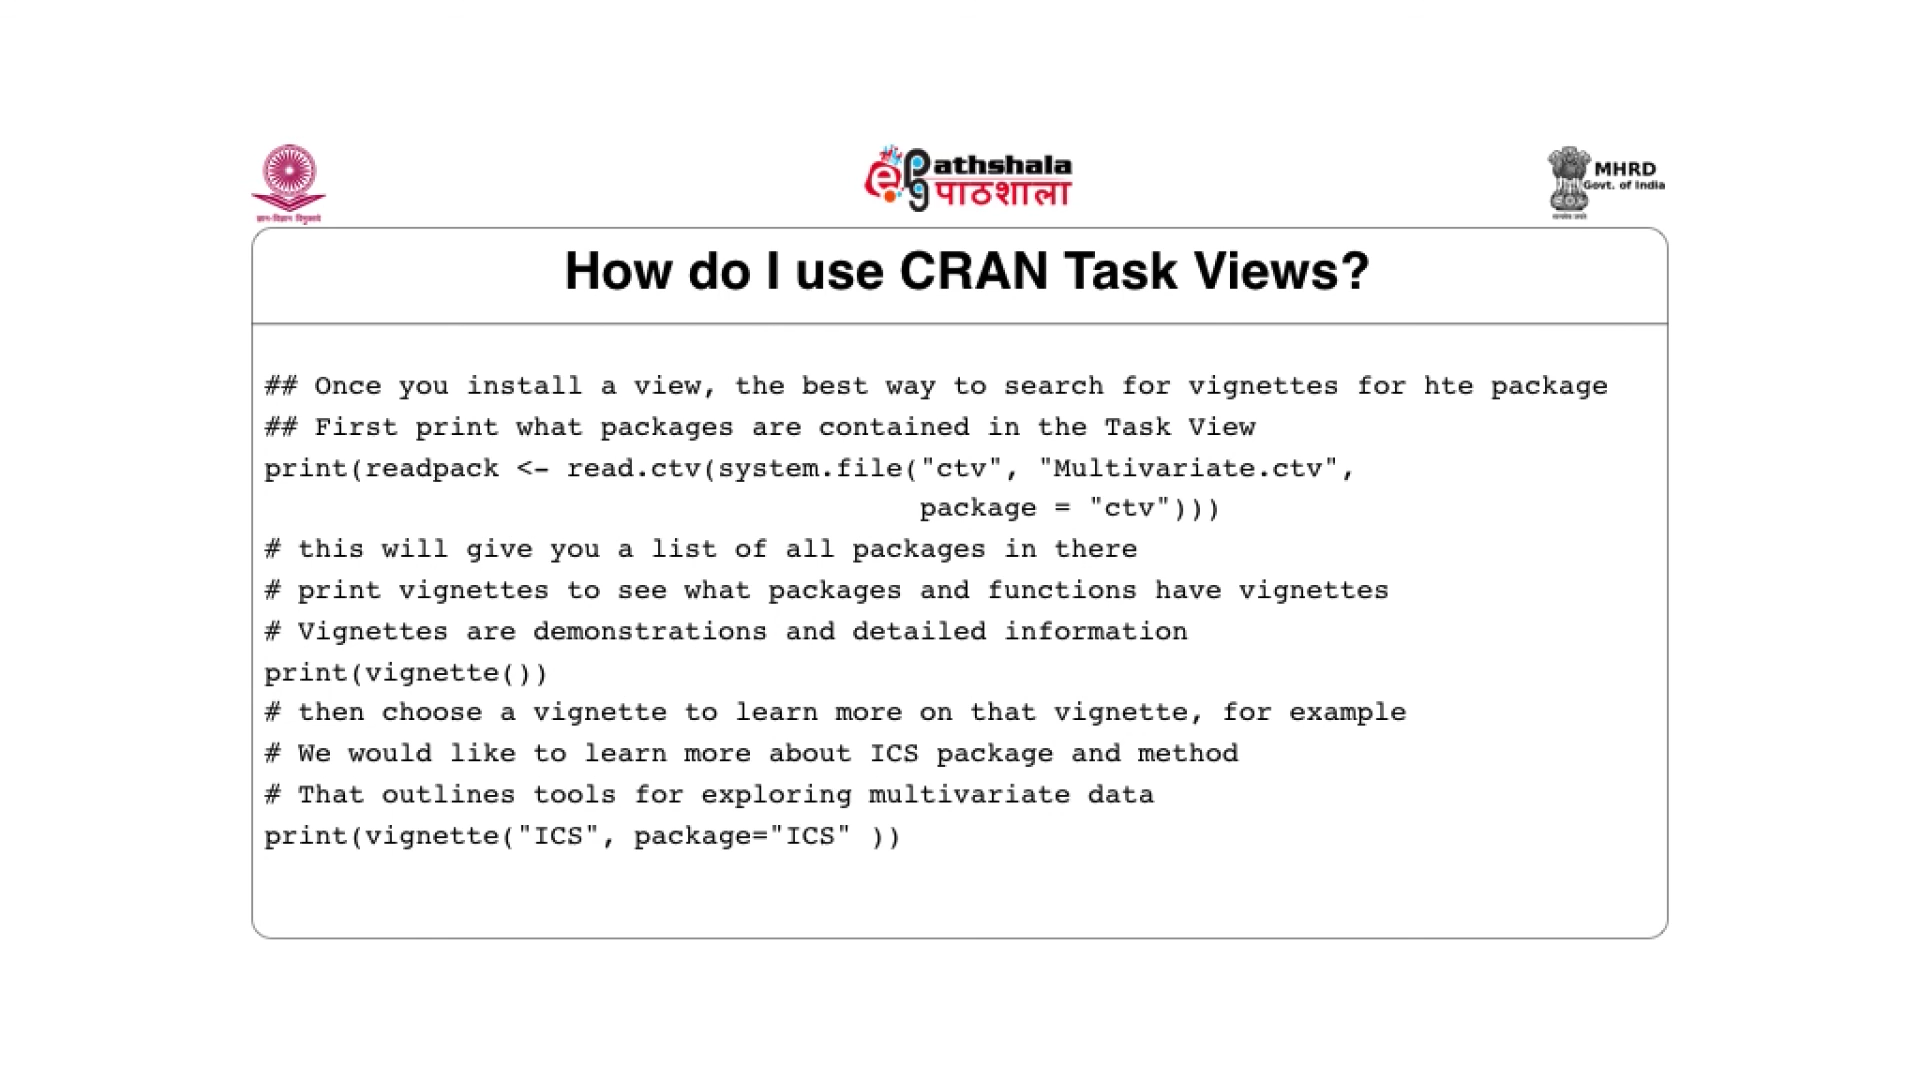 ज्ञान-विज्ञान विमुक्तये
ePathshala
पाठशाला
MHRD
Govt. of India
How do I use CRAN Task Views?
## Once you install a view, the best way to search for vignettes for hte package
## First print what packages are contained in the Task View
print(readpack <- read.ctv(system.file("ctv", "Multivariate.ctv",
package = "ctv")))
# this will give you a list of all packages in there
# print vignettes to see what packages and functions have vignettes
# Vignettes are demonstrations and detailed information
print(vignette())
# then choose a vignette to learn more on that vignette, for example
# We would like to learn more about ICS package and method
# That outlines tools for exploring multivariate data
print(vignette("ICS", package="ICS" ))